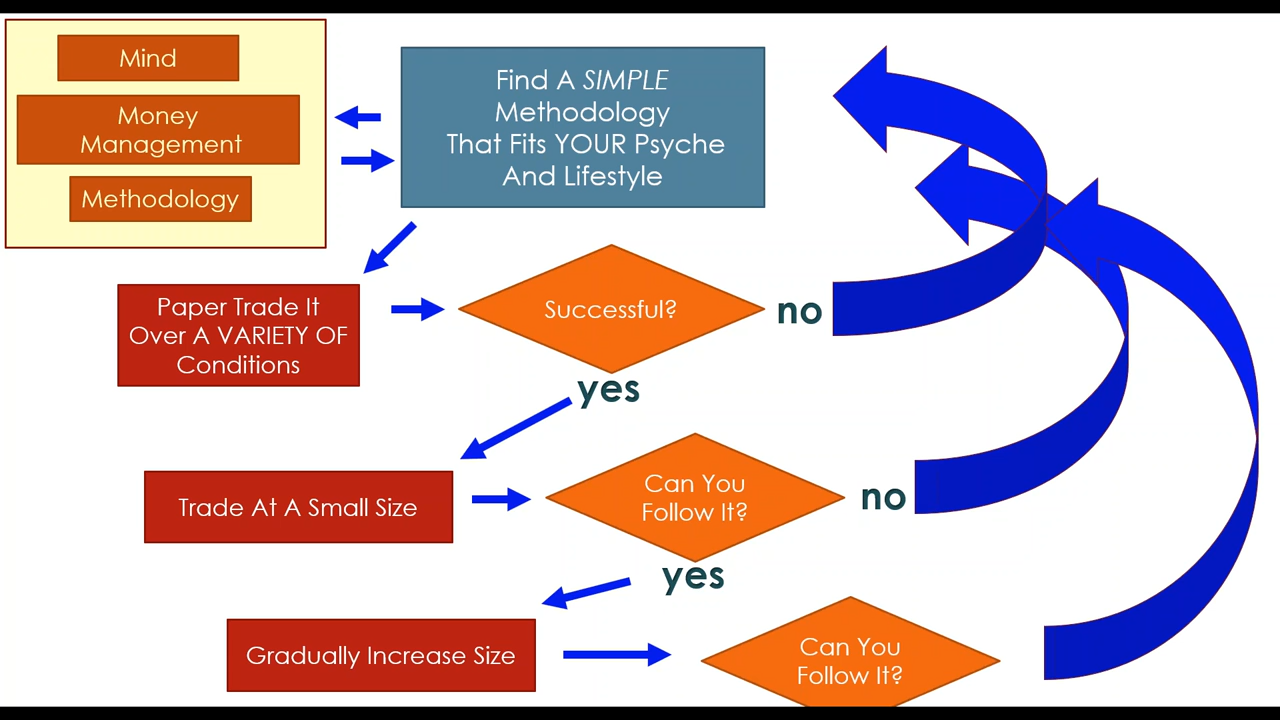 Mind
Money
Management
Methodology
Find A SIMPLE
Methodology
That Fits YOUR Psyche
And Lifestyle
Paper Trade It
Over A VARIETY OF
Conditions
Successful?
no
yes
Trade At A Small Size
Can You
Follow It?
no
yes
Gradually Increase Size
Can You
Follow It?